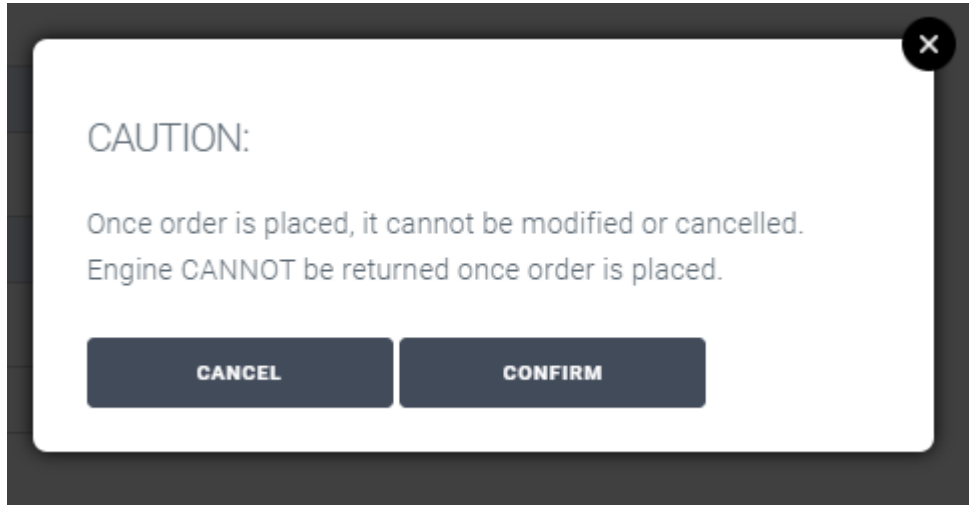 CAUTION:
Once order is placed, it cannot be modified or cancelled.
Engine CANNOT be returned once order is placed.
CANCEL
CONFIRM